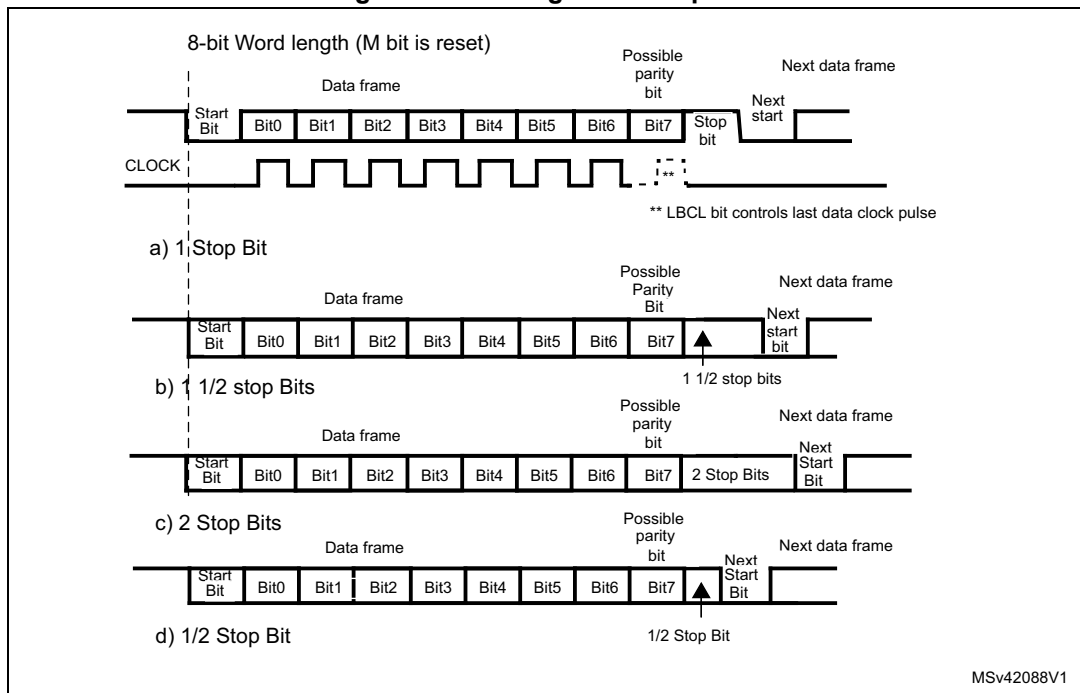 8-bit Word length (M bit is reset)
Possible
parity
bit
Data frame
Next data frame
Start
Bit
Bit0
Bit1
Bit2
Bit3
Bit4
Bit5
Bit6
Bit7
Stop
bit
Next
start
CLOCK
**
** LBCL bit controls last data clock pulse
a) 1 Stop Bit
Possible
Parity
Bit
Data frame
Next data frame
Start
Bit
Bit0
Bit1
Bit2
Bit3
Bit4
Bit5
Bit6
Bit7
Next
start
bit
1 1/2 stop bits
b) 1 1/2 stop Bits
Possible
parity
bit
Data frame
Next data frame
Start
Bit
Bit0
Bit1
Bit2
Bit3
Bit4
Bit5
Bit6
Bit7
2 Stop Bits
Next
Start
Bit
c) 2 Stop Bits
Possible
parity
bit
Data frame
Next data frame
Start
Bit
Bit0
Bit1
Bit2
Bit3
Bit4
Bit5
Bit6
Bit7
Next
Start
Bit
1/2 Stop Bit
d) 1/2 Stop Bit
MSv42088V1